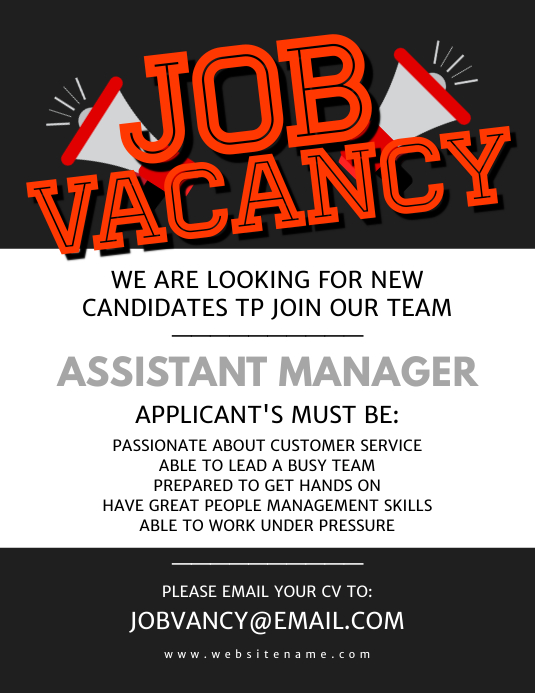 JOB
VACANCY
WE ARE LOOKING FOR NEW
CANDIDATES TP JOIN OUR TEAM
ASSISTANT MANAGER
APPLICANT'S MUST BE:
PASSIONATE ABOUT CUSTOMER SERVICE
ABLE TO LEAD A BUSY TEAM
PREPARED TO GET HANDS ON
HAVE GREAT PEOPLE MANAGEMENT SKILLS
ABLE TO WORK UNDER PRESSURE
PLEASE EMAIL YOUR CV TO:
JOBVANCY@EMAIL.COM
www.websitename.com